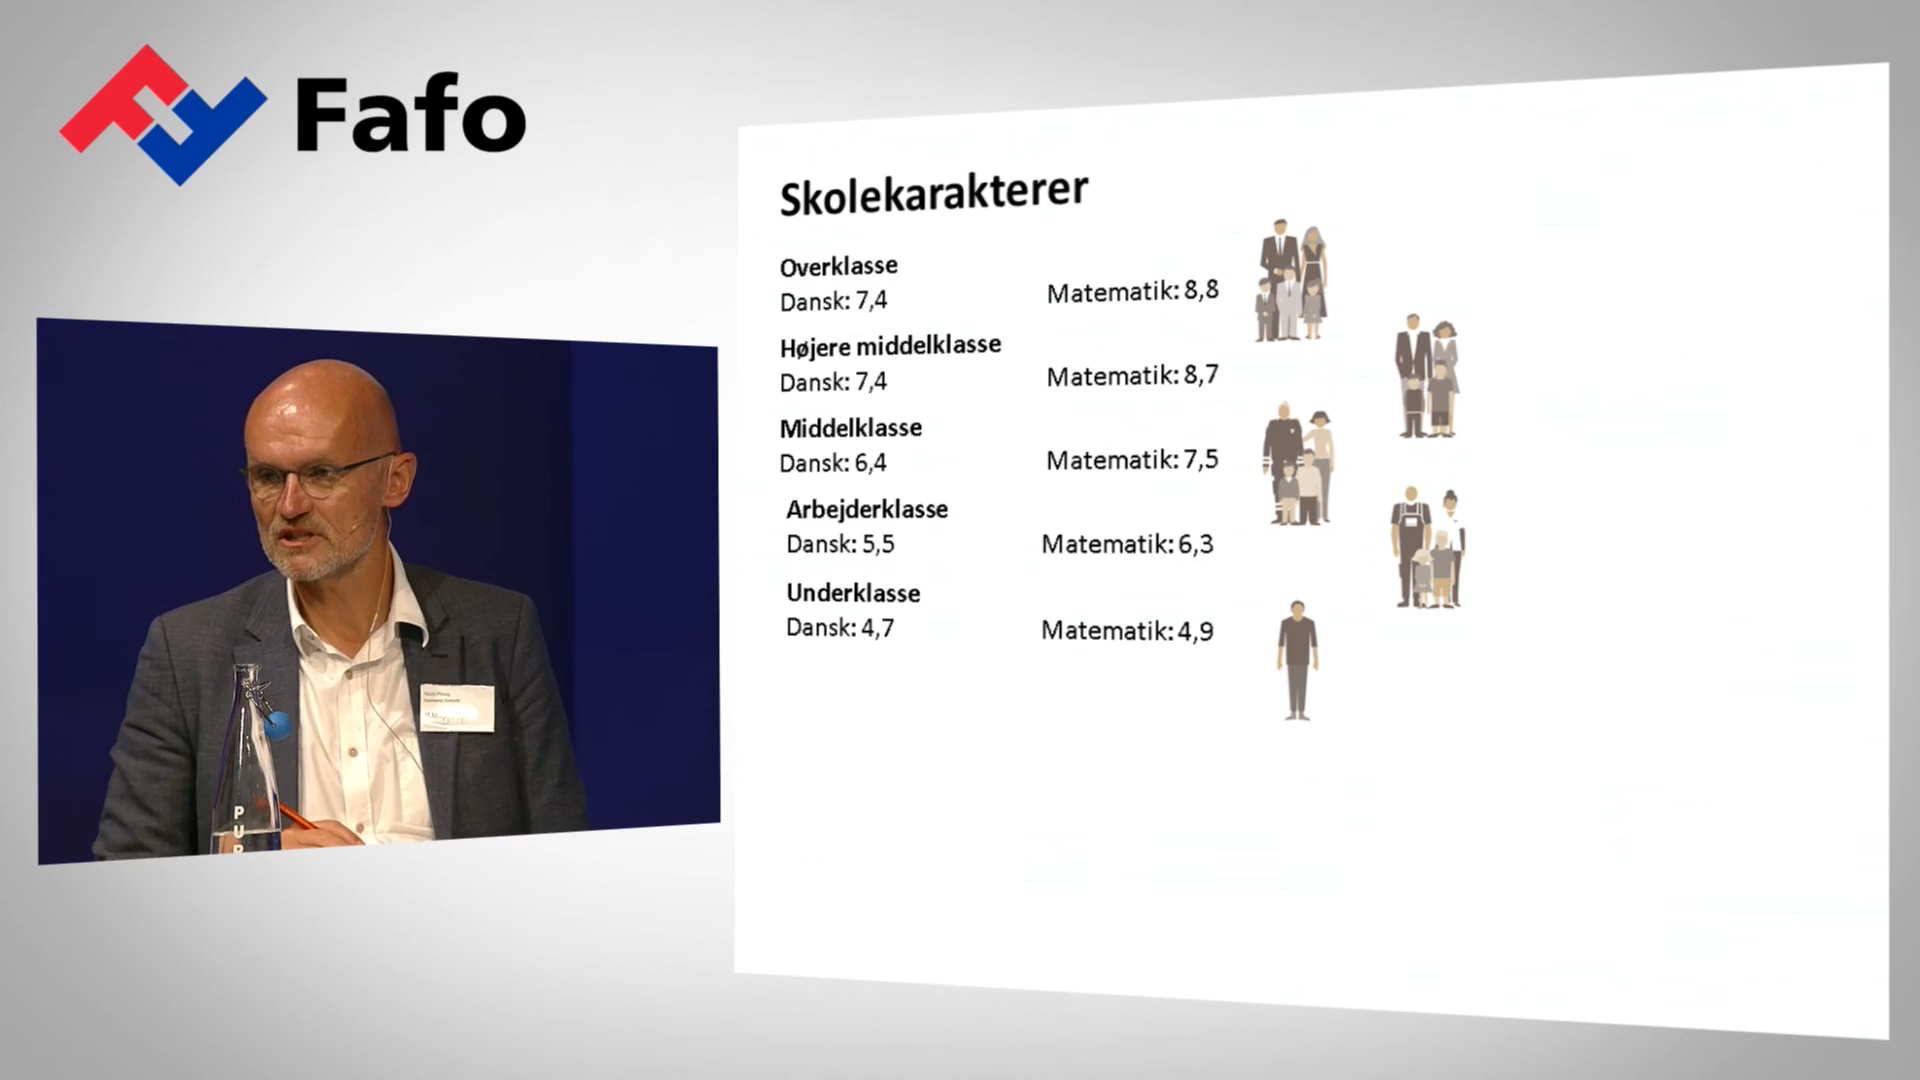 Fafo
Skolekarakterer
Overklasse
Dansk: 7,4 Matematik: 8,8
Højere middelklasse
Dansk: 7,4 Matematik: 8,7
Middelklasse
Dansk: 6,4 Matematik: 7,5
Arbejderklasse
Dansk: 5,5 Matematik: 6,3
Underklasse
Dansk: 4,7 Matematik: 4,9